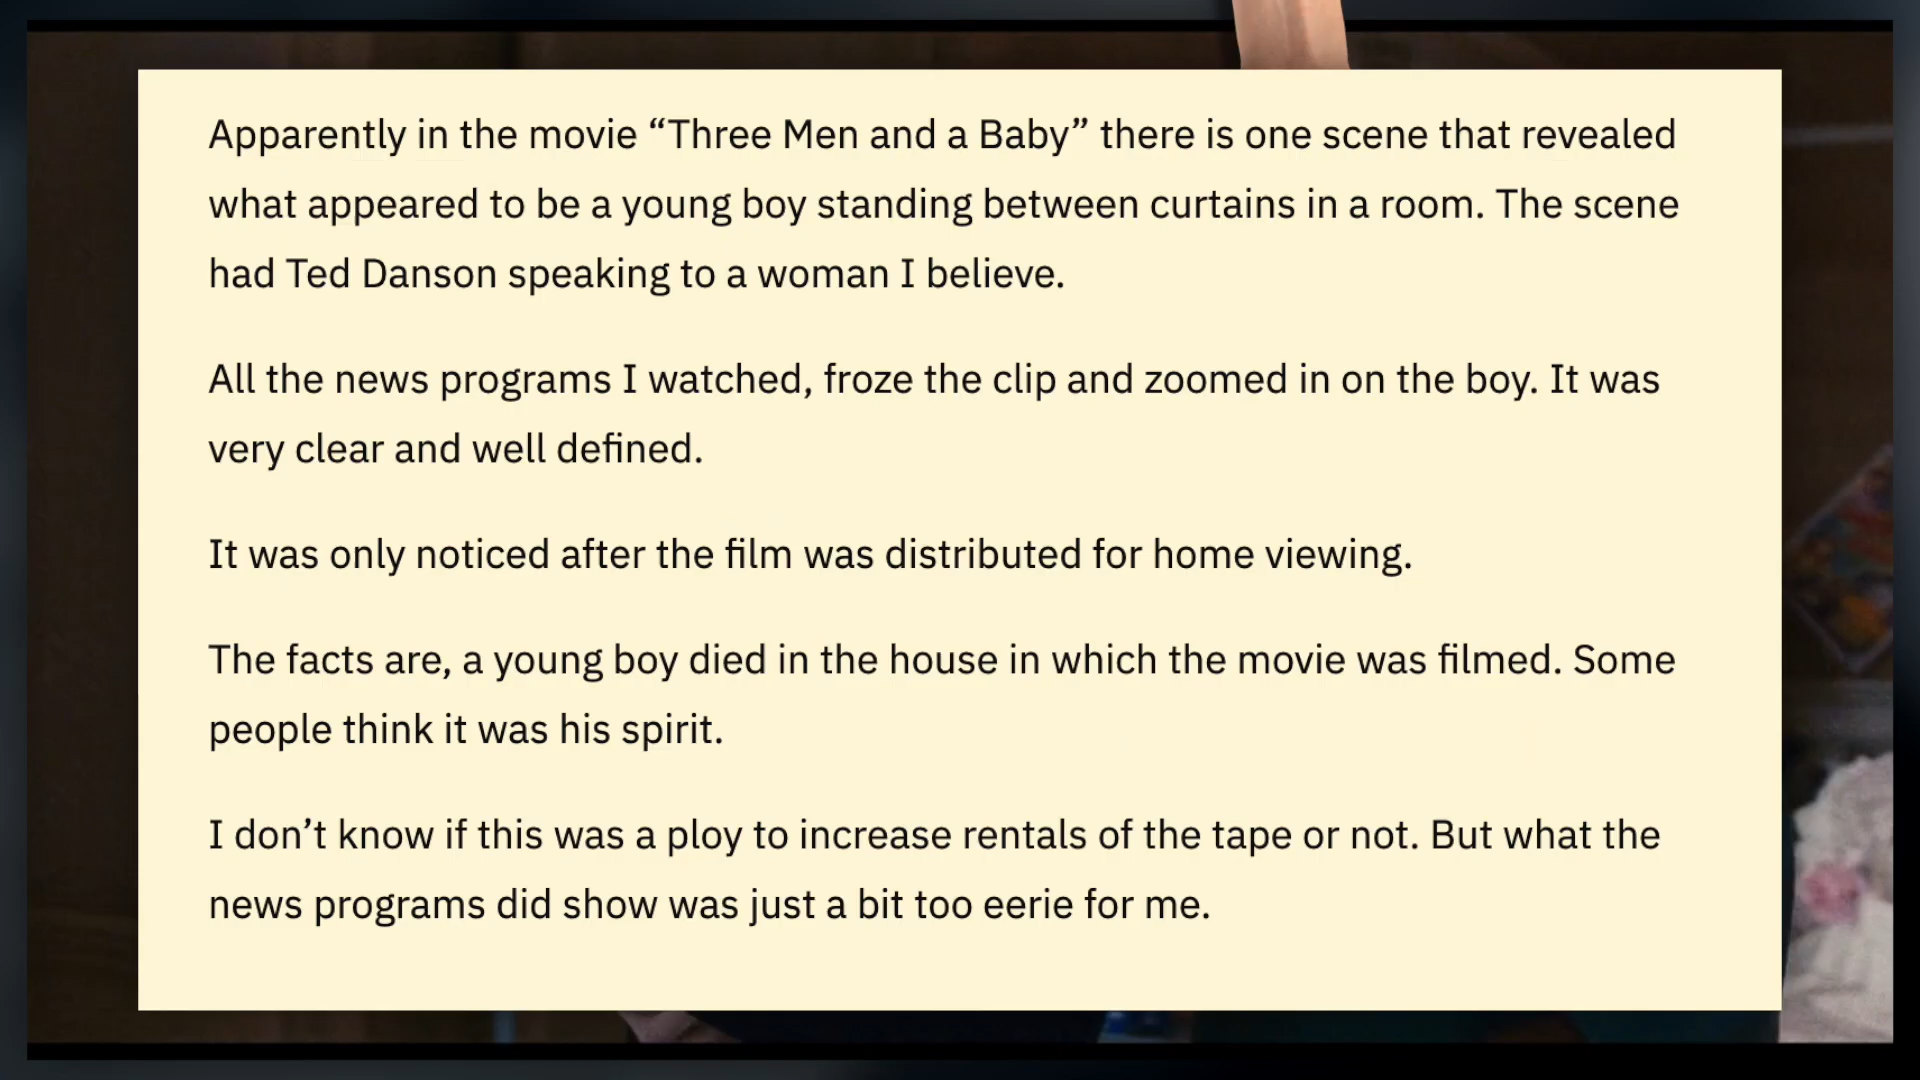 Apparently in the movie “Three Men and a Baby” there is one scene that revealed
what appeared to be a young boy standing between curtains in a room. The scene
had Ted Danson speaking to a woman I believe.
All the news programs I watched, froze the clip and zoomed in on the boy. It was
very clear and well defined.
It was only noticed after the film was distributed for home viewing.
The facts are, a young boy died in the house in which the movie was filmed. Some
people think it was his spirit.
I don’t know if this was a ploy to increase rentals of the tape or not. But what the
news programs did show was just a bit too eerie for me.